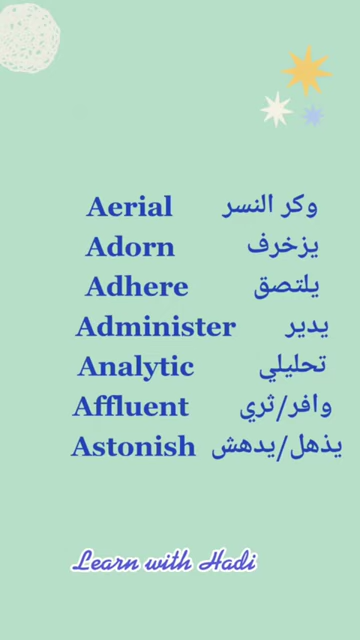 Aerial وكر النسر
Adorn يزخرف
Adhere يلتصق
Administer يدير
Analytic تحليلي
Affluent وافر/ثري
Astonish يذهل/يدهش
Learn with Hadi